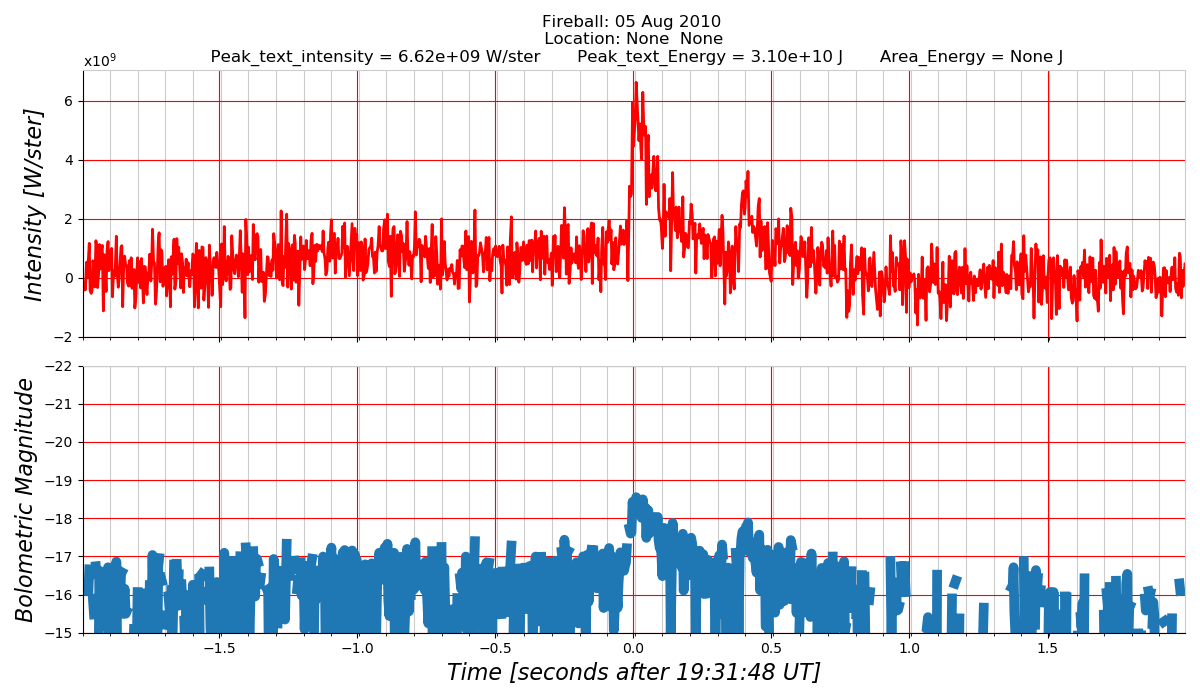 Fireball: 05 Aug 2010
Location: None  None
Peak_text_intensity = 6.62e+09 W/ster   Peak_text_Energy = 3.10e+10 J   Area_Energy = None J
x10⁹
Intensity [W/ster]
6
4
2
0
−2
Bolometric Magnitude
−22
−21
−20
−19
−18
−17
−16
−15
−1.5 −1.0 −0.5 0.0 0.5 1.0 1.5
Time [seconds after 19:31:48 UT]